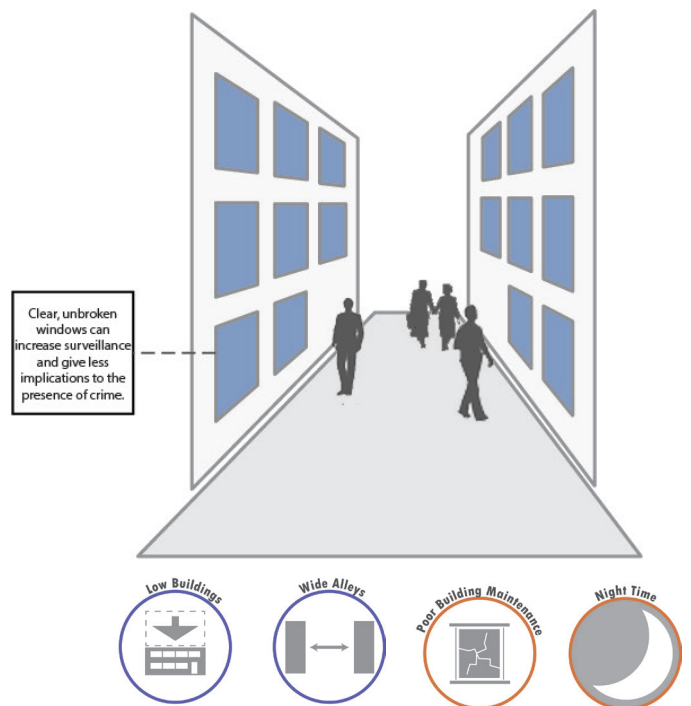 Clear, unbroken
windows can
increase surveillance
and give less
implications to the
presence of crime.
Low Buildings
Wide Alleys
Poor Building Maintenance
Night Time